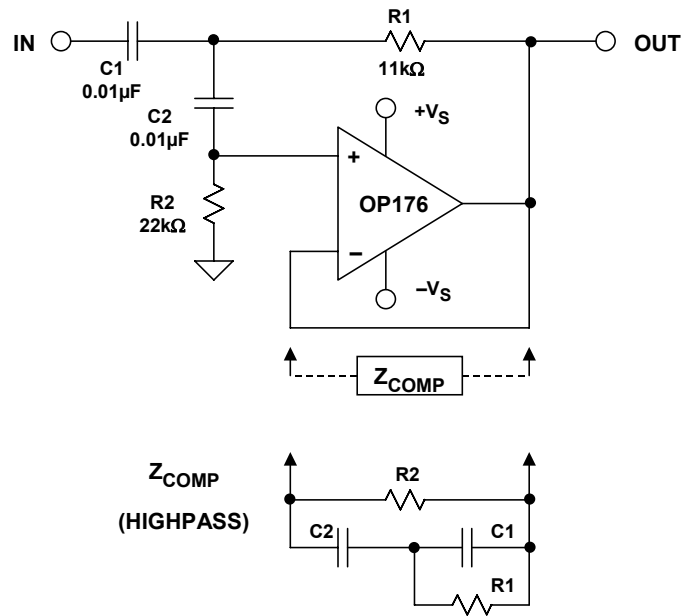 R1
IN
OUT
C1
0.01µF
11kΩ
C2
0.01µF
+VS
+
OP176
R2
22kΩ
–
–VS
ZCOMP
ZCOMP
(HIGHPASS)
R2
C2
C1
R1